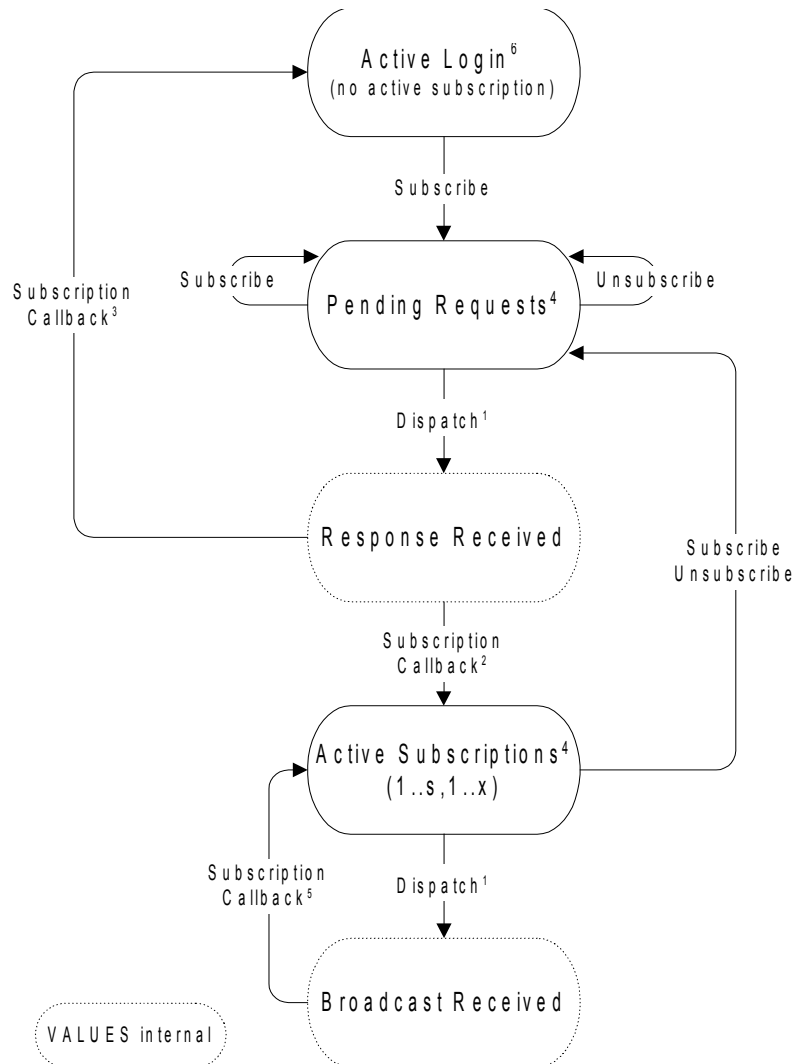 Active Login⁶
(no active subscription)
Subscribe
Subscribe
Unsubscribe
Pending Requests⁴
Subscription
Callback³
Dispatch¹
Response Received
Subscribe
Unsubscribe
Subscription
Callback²
Active Subscriptions⁴
(1..s,1..x)
Subscription
Callback⁵
Dispatch¹
Broadcast Received
VALUES internal